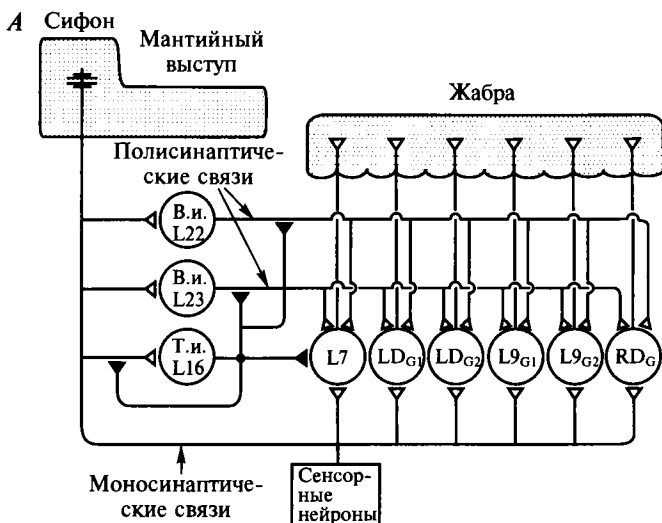 А Сифон
Мантийный
выступ
Жабра
Полисинаптиче-
ские связи
В.и.
L22
В.и.
L23
Т.и.
L16
L7
LDG1
LDG2
L9G1
L9G2
RDG
Моносинаптиче-
ские связи
Сенсор-
ные
нейроны